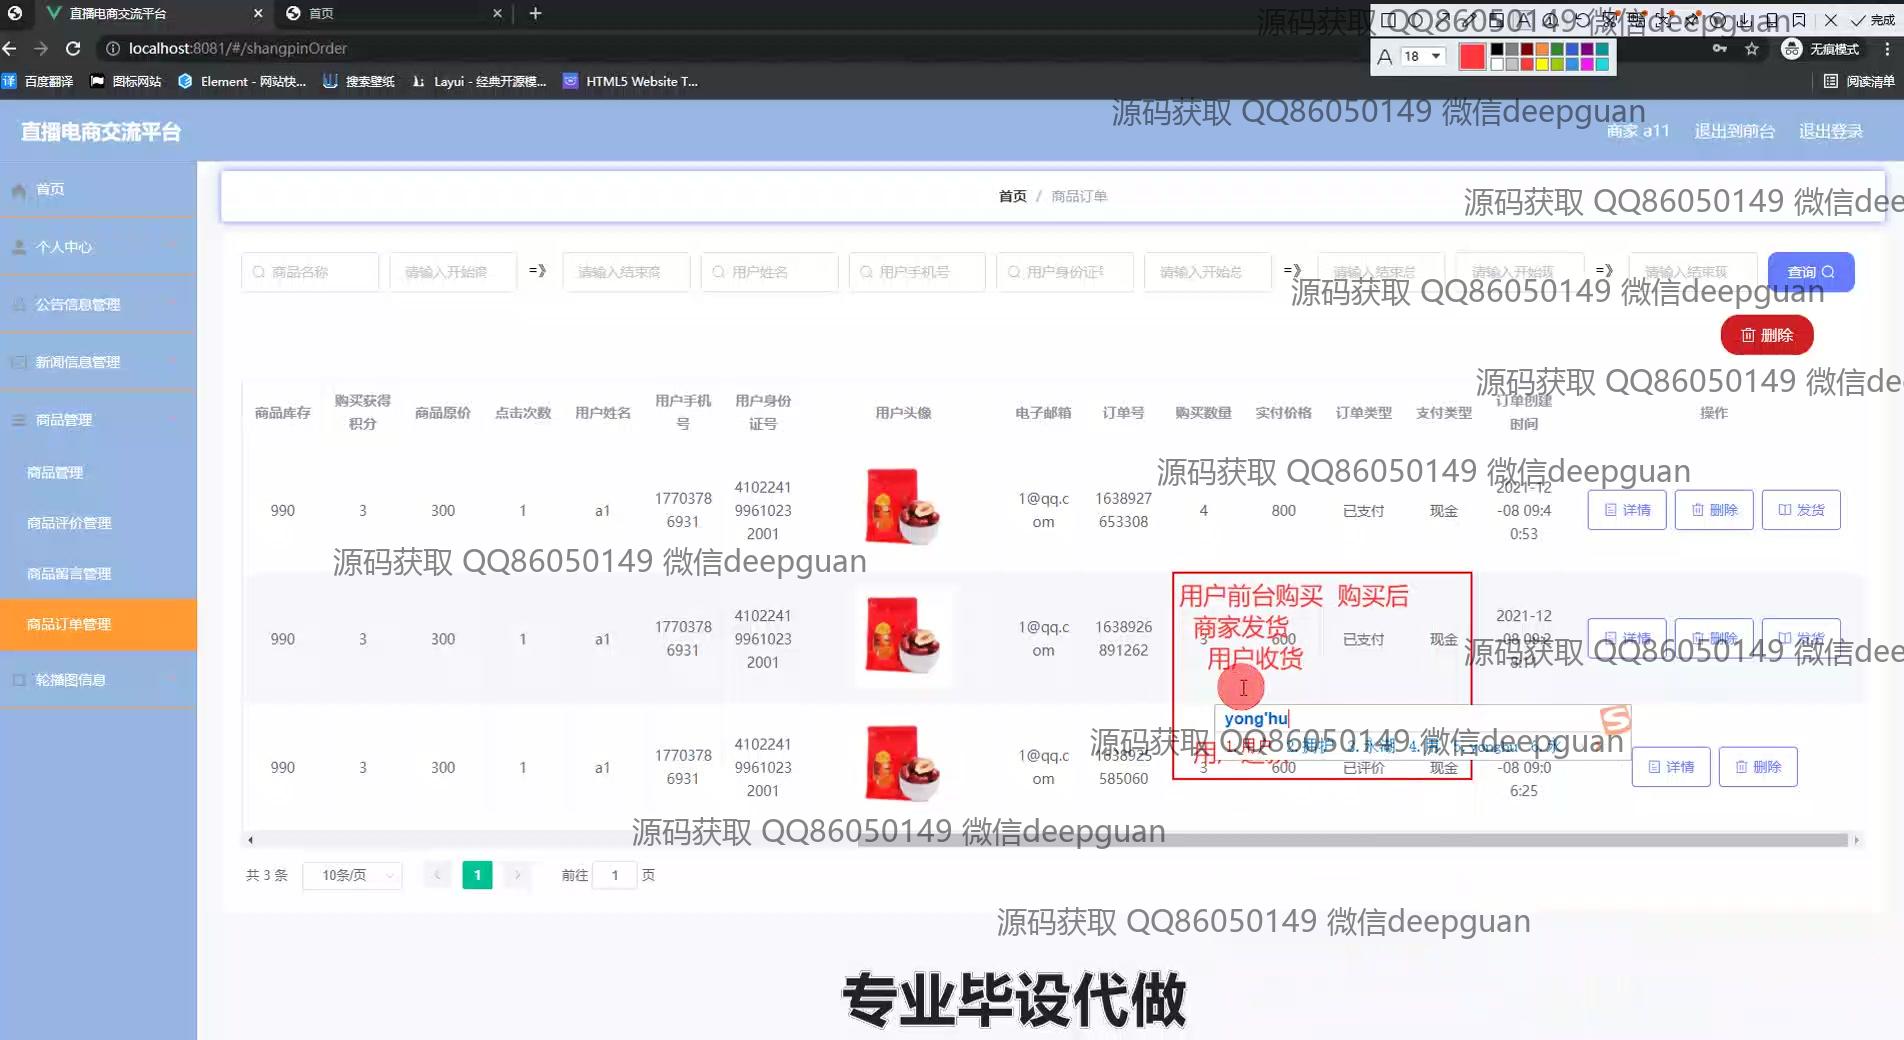 直播电商交流平台
首页
完成
localhost:8081/#/shangpinOrder
A 18
无痕模式
译 百度翻译
图标网站
Element - 网站快...
搜索壁纸
Layui - 经典开源模...
HTML5 Website T...
阅读清单
源码获取 QQ86050149 微信deepguan
源码获取 QQ86050149 微信deepguan
直播电商交流平台
商家 a11
退出到前台
退出登录
首页
个人中心
公告信息管理
新闻信息管理
商品管理
商品管理
商品评价管理
商品留言管理
商品订单管理
轮播图信息
首页 / 商品订单
源码获取 QQ86050149 微信deepguan
商品名称
请输入开始商
=》
请输入结束商
用户姓名
用户手机号
用户身份证号
请输入开始总
=》
请输入结束总
请输入开始现
=》
请输入结束现
查询
源码获取 QQ86050149 微信deepguan
删除
源码获取 QQ86050149 微信de
商品库存 购买获得积分 商品原价 点击次数 用户姓名 用户手机号 用户身份证号 用户头像 电子邮箱 订单号 购买数量 实付价格 订单类型 支付类型 订单创建时间 操作
源码获取 QQ86050149 微信deepguan
990 3 300 1 a1 17703786931 410224199610232001 1@qq.com 1638927653308 4 800 已支付 现金 2021-12-08 09:40:53 详情 删除 发货
源码获取 QQ86050149 微信deepguan
990 3 300 1 a1 17703786931 410224199610232001 1@qq.com 1638926891262 3 600 已支付 现金 2021-12 详情 删除 发货
用户前台购买 购买后
商家发货
用户收货
源码获取 QQ86050149 微信dee
yong'hu
1.用户
源码获取 QQ86050149 微信deepguan
990 3 300 1 a1 17703786931 410224199610232001 1@qq.com 1638925585060 3 600 已评价 现金 -08 09:06:25 详情 删除
源码获取 QQ86050149 微信deepguan
共 3 条
10条/页
1
前往 1 页
源码获取 QQ86050149 微信deepguan
专业毕设代做